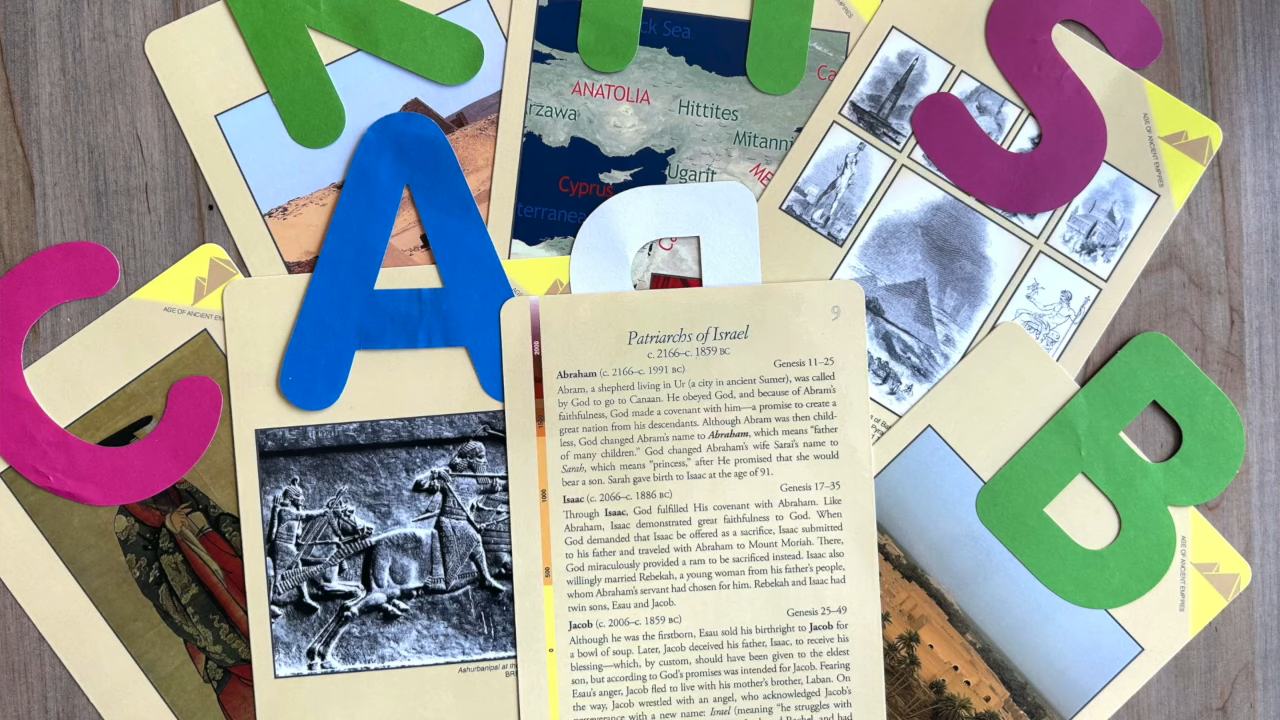 ck Sea
ANATOLIA
Ca
rzawa
Hittites
Mitanni
Ugarit
ME
Cyprus
terranea
S
A
C
B
AGE OF ANCIENT EMPIRES
AGE OF ANCIENT EM
AGE OF ANCIENT EMPIRES
9
Patriarchs of Israel
c. 2166–c. 1859 BC
Abraham (c. 2166–c. 1991 BC) Genesis 11–25
Abram, a shepherd living in Ur (a city in ancient Sumer), was called
by God to go to Canaan. He obeyed God, and because of Abram's
faithfulness, God made a covenant with him—a promise to create a
great nation from his descendants. Although Abram was then child-
less, God changed Abram's name to Abraham, which means "father
of many children." God changed Abraham's wife Sarai's name to
Sarah, which means "princess," after He promised that she would
bear a son. Sarah gave birth to Isaac at the age of 91.
Isaac (c. 2066–c. 1886 BC) Genesis 17–35
Through Isaac, God fulfilled His covenant with Abraham. Like
Abraham, Isaac demonstrated great faithfulness to God. When
God demanded that Isaac be offered as a sacrifice, Isaac submitted
to his father and traveled with Abraham to Mount Moriah. There,
God miraculously provided a ram to be sacrificed instead. Isaac also
willingly married Rebekah, a young woman from his father's people,
whom Abraham's servant had chosen for him. Rebekah and Isaac had
twin sons, Esau and Jacob.
Jacob (c. 2006–c. 1859 BC) Genesis 25–49
Although he was the firstborn, Esau sold his birthright to Jacob for
a bowl of soup. Later, Jacob deceived his father, Isaac, to receive his
blessing—which, by custom, should have been given to the eldest
son, but according to God's promises was intended for Jacob. Fearing
Esau's anger, Jacob fled to live with his mother's brother, Laban. On
the way, Jacob wrestled with an angel, who acknowledged Jacob's
perseverance with a new name: Israel (meaning "he struggles with
Rachel, and had
2000
1000
500
0
Ashurbanipal at th
BR